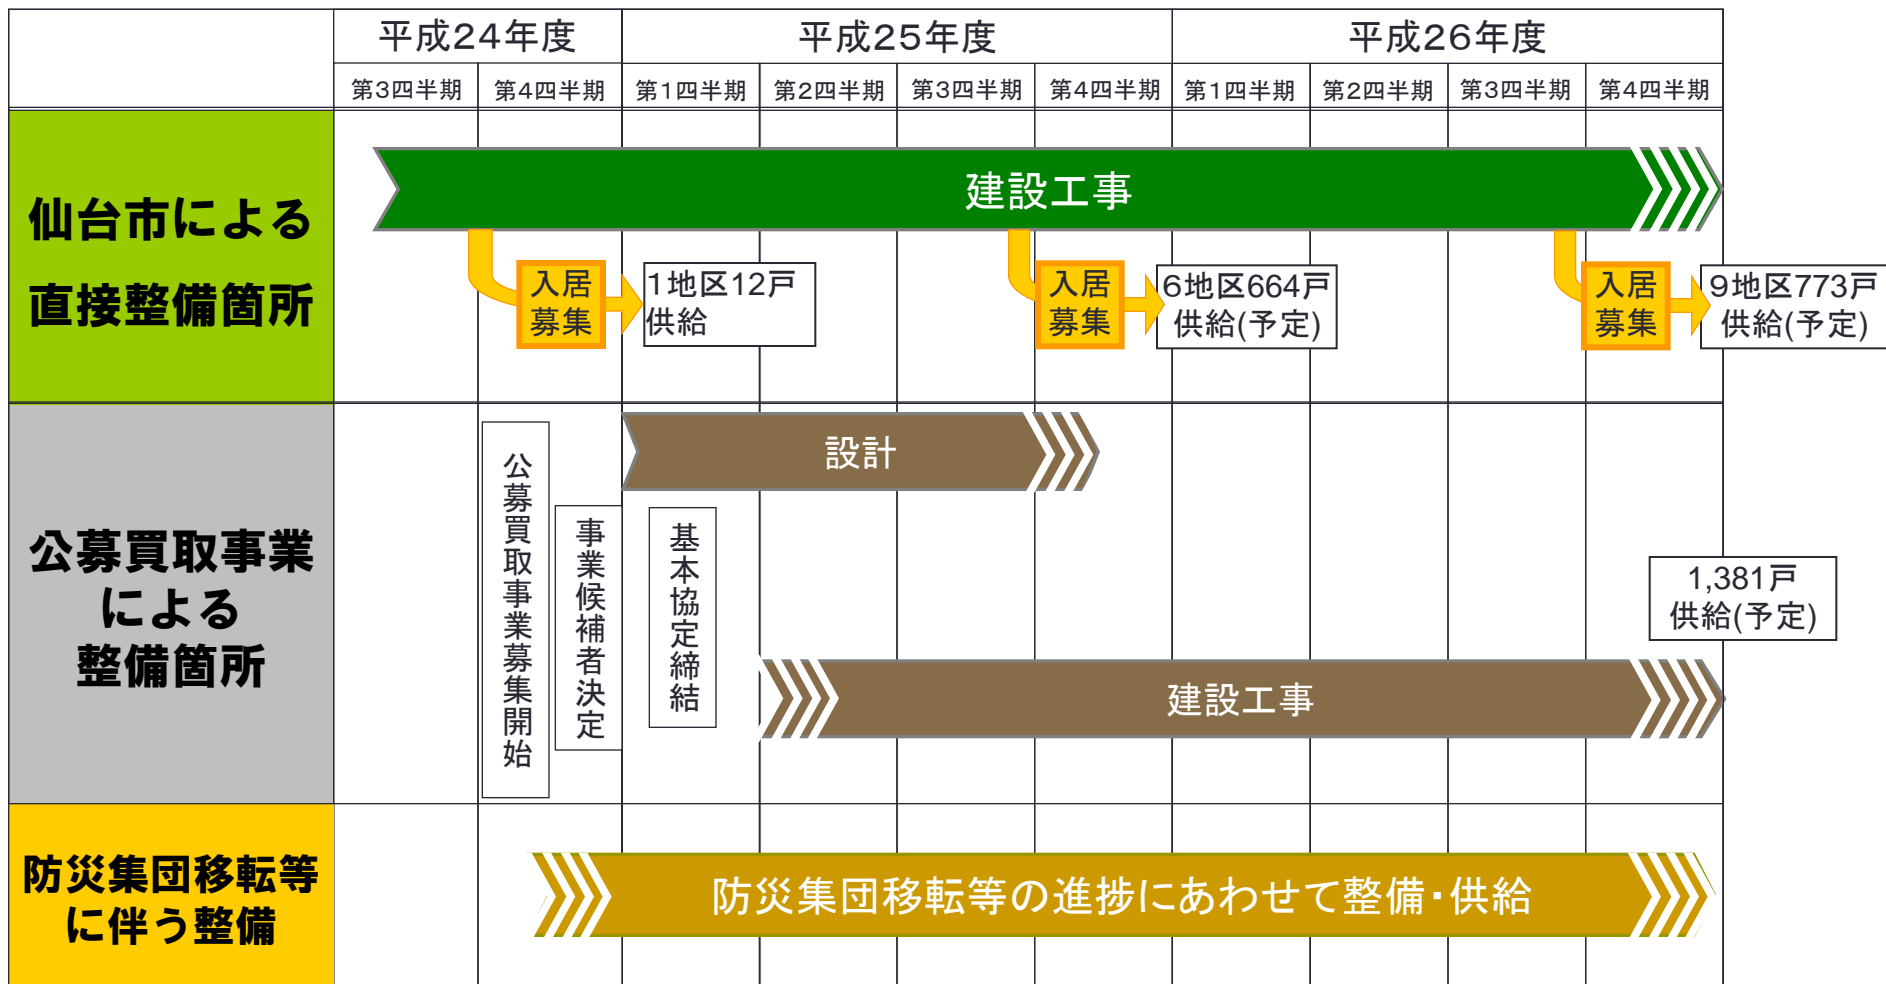 平成24年度
平成25年度
平成26年度
第3四半期
第4四半期
第1四半期
第2四半期
第3四半期
第4四半期
第1四半期
第2四半期
第3四半期
第4四半期
仙台市による
直接整備箇所
建設工事
入居
募集
1地区12戸
供給
入居
募集
6地区664戸
供給(予定)
入居
募集
9地区773戸
供給(予定)
公募買取事業
による
整備箇所
公募買取事業募集開始
事業候補者決定
設計
基本協定締結
建設工事
1,381戸
供給(予定)
防災集団移転等
に伴う整備
防災集団移転等の進捗にあわせて整備・供給